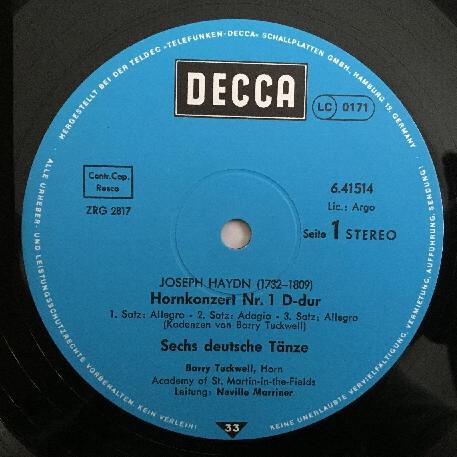 HERGESTELLT BEI DER TELDEC »TELEFUNKEN-DECCA« SCHALLPLATTEN GMBH, HAMBURG 19, GERMANY
DECCA
LC 0171
Contr. Cap.
Resco
ZRG 2817
6.41514
Lic.: Argo
Seite 1 STEREO
JOSEPH HAYDN (1732–1809)
Hornkonzert Nr. 1 D-dur
1. Satz: Allegro - 2. Satz: Adagio - 3. Satz: Allegro
(Kadenzen von Barry Tuckwell)
Sechs deutsche Tänze
Barry Tuckwell, Horn
Academy of St. Martin-in-the-Fields
Leitung: Neville Marriner
33
ALLE URHEBER- UND LEISTUNGSSCHUTZRECHTE VORBEHALTEN. KEIN VERLEIH!
KEINE UNERLAUBTE VERVIELFÄLTIGUNG, VERMIETUNG, AUFFÜHRUNG, SENDUNG!